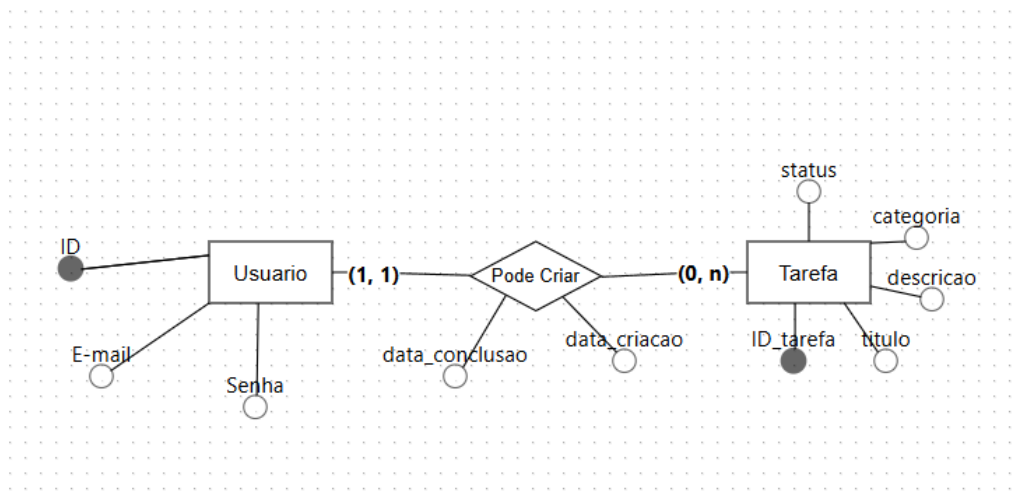 status
categoria
ID
Usuario
(1, 1)
Pode Criar
(0, n)
Tarefa
descricao
E-mail
data_conclusao
data_criacao
ID_tarefa
titulo
Senha